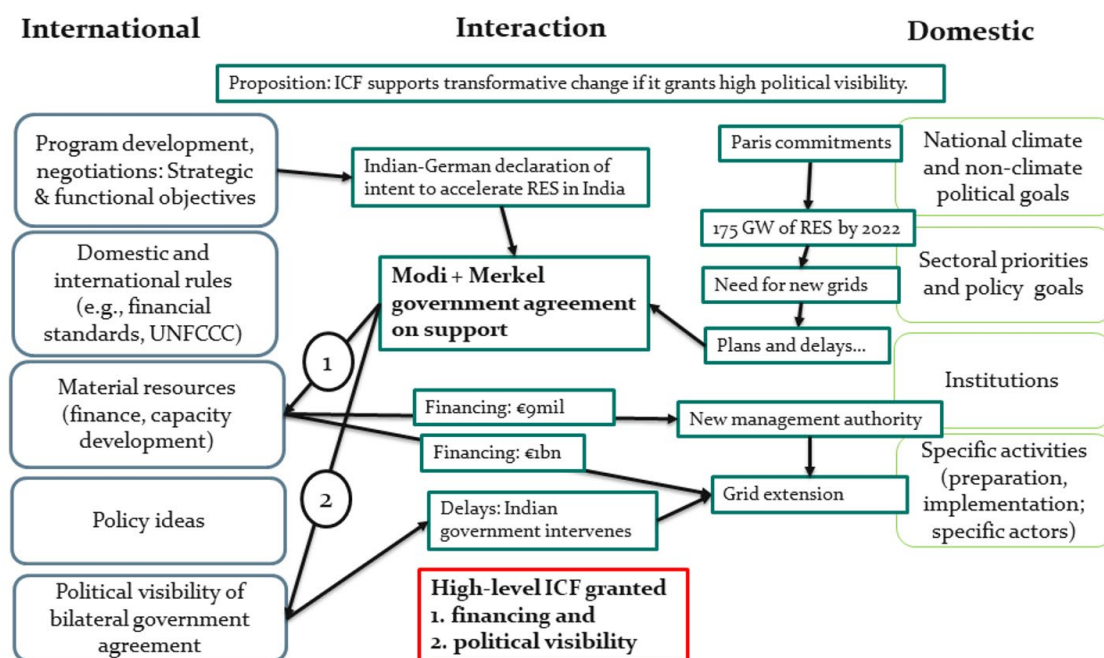 International
Interaction
Domestic
Proposition: ICF supports transformative change if it grants high political visibility.
Program development,
negotiations: Strategic
& functional objectives
Domestic and
international rules
(e.g., financial
standards, UNFCCC)
Material resources
(finance, capacity
development)
Policy ideas
Political visibility of
bilateral government
agreement
Indian-German declaration of
intent to accelerate RES in India
Modi + Merkel
government agreement
on support
1
2
Financing: €9mil
Financing: €1bn
Delays: Indian
government intervenes
High-level ICF granted
1. financing and
2. political visibility
Paris commitments
175 GW of RES by 2022
Need for new grids
Plans and delays...
New management authority
Grid extension
National climate
and non-climate
political goals
Sectoral priorities
and policy goals
Institutions
Specific activities
(preparation,
implementation;
specific actors)